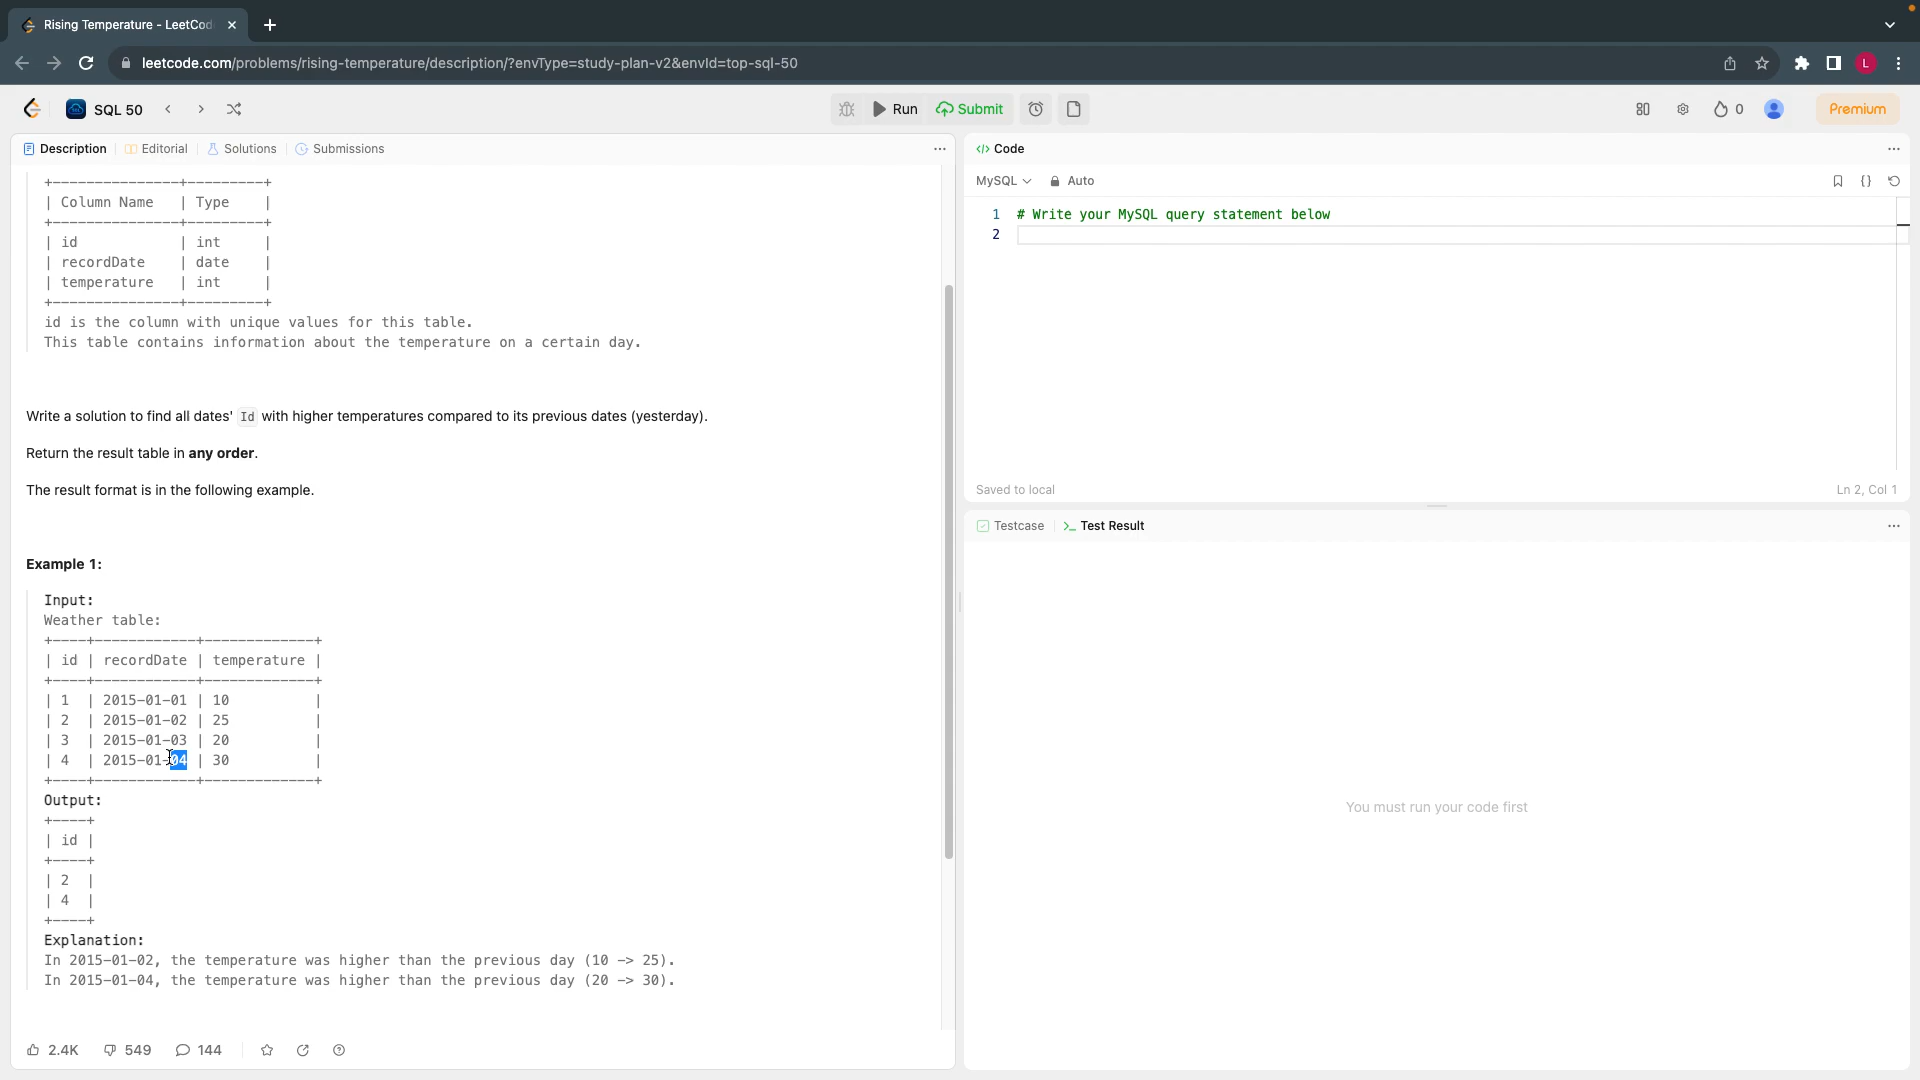 Rising Temperature - LeetCod
leetcode.com/problems/rising-temperature/description/?envType=study-plan-v2&envId=top-sql-50
L
SQL 50
Run
Submit
0
Premium
Description
Editorial
Solutions
Submissions
+---------------+---------+
| Column Name   | Type    |
+---------------+---------+
| id            | int     |
| recordDate    | date    |
| temperature   | int     |
+---------------+---------+
id is the column with unique values for this table.
This table contains information about the temperature on a certain day.
Write a solution to find all dates' Id with higher temperatures compared to its previous dates (yesterday).
Return the result table in any order.
The result format is in the following example.
Example 1:
Input:
Weather table:
+----+------------+-------------+
| id | recordDate | temperature |
+----+------------+-------------+
| 1  | 2015-01-01 | 10          |
| 2  | 2015-01-02 | 25          |
| 3  | 2015-01-03 | 20          |
| 4  | 2015-01-04 | 30          |
+----+------------+-------------+
Output:
+----+
| id |
+----+
| 2  |
| 4  |
+----+
Explanation:
In 2015-01-02, the temperature was higher than the previous day (10 -> 25).
In 2015-01-04, the temperature was higher than the previous day (20 -> 30).
2.4K
549
144
</> Code
MySQL
Auto
{}
1 # Write your MySQL query statement below
2
Saved to local
Ln 2, Col 1
Testcase
>_ Test Result
You must run your code first